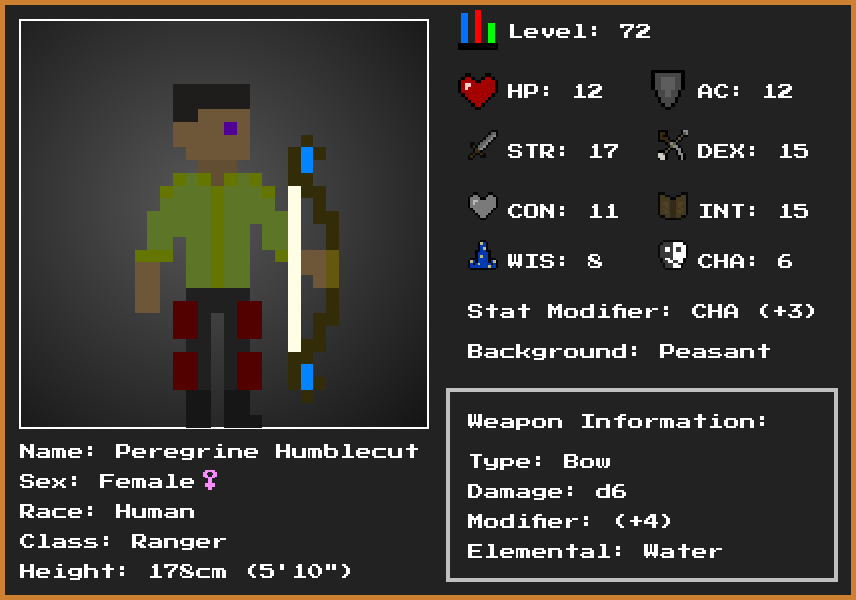 Level: 72
HP: 12 AC: 12
STR: 17 DEX: 15
CON: 11 INT: 15
WIS: 8 CHA: 6
Stat Modifier: CHA (+3)
Background: Peasant
Weapon Information:
Type: Bow
Damage: d6
Modifier: (+4)
Elemental: Water
Name: Peregrine Humblecut
Sex: Female♀
Race: Human
Class: Ranger
Height: 178cm (5'10")